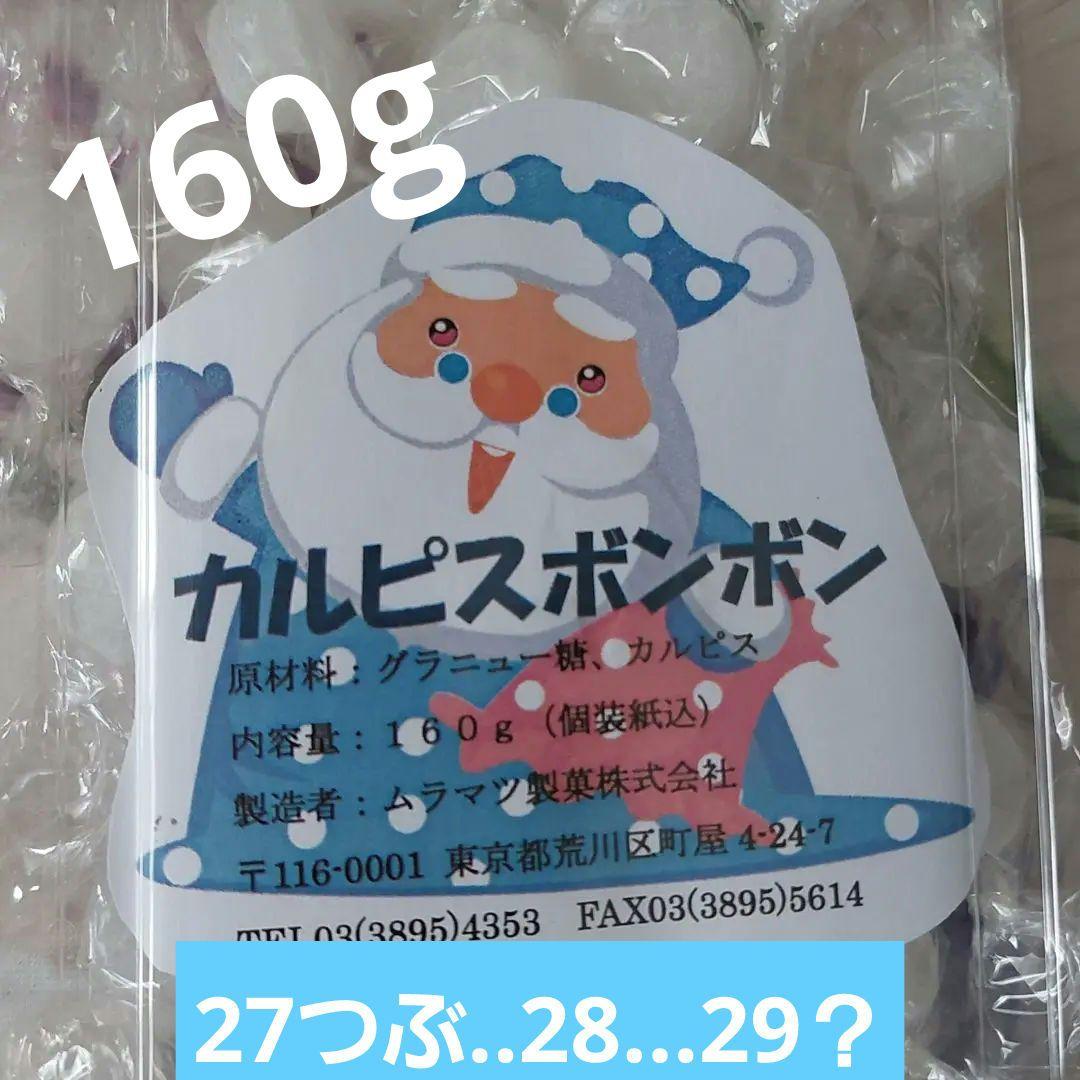 160g
カルピスボンボン
原材料：グラニュー糖、カルピス
内容量：１６０ｇ（個装紙込）
製造者：ムラマツ製菓株式会社
〒116-0001 東京都荒川区町屋 4-24-7
TEL03(3895)4353 FAX03(3895)5614
27つぶ..28...29？